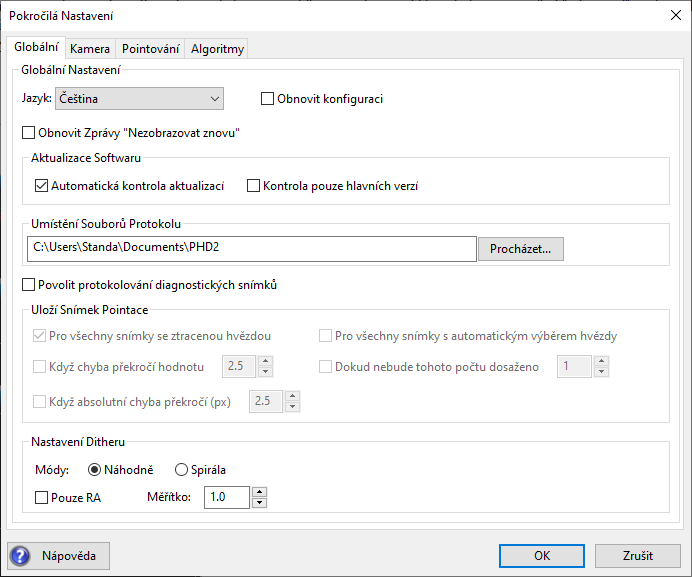 Pokročilá Nastavení
Globální Kamera Pointování Algoritmy
Globální Nastavení
Jazyk: Čeština Obnovit konfiguraci
Obnovit Zprávy "Nezobrazovat znovu"
Aktualizace Softwaru
Automatická kontrola aktualizací Kontrola pouze hlavních verzí
Umístění Souborů Protokolu
C:\Users\Standa\Documents\PHD2 Procházet...
Povolit protokolování diagnostických snímků
Uloží Snímek Pointace
Pro všechny snímky se ztracenou hvězdou Pro všechny snímky s automatickým výběrem hvězdy
Když chyba překročí hodnotu 2.5 Dokud nebude tohoto počtu dosaženo 1
Když absolutní chyba překročí (px) 2.5
Nastavení Ditheru
Módy: Náhodně Spirála
Pouze RA Měřítko: 1.0
Nápověda OK Zrušit